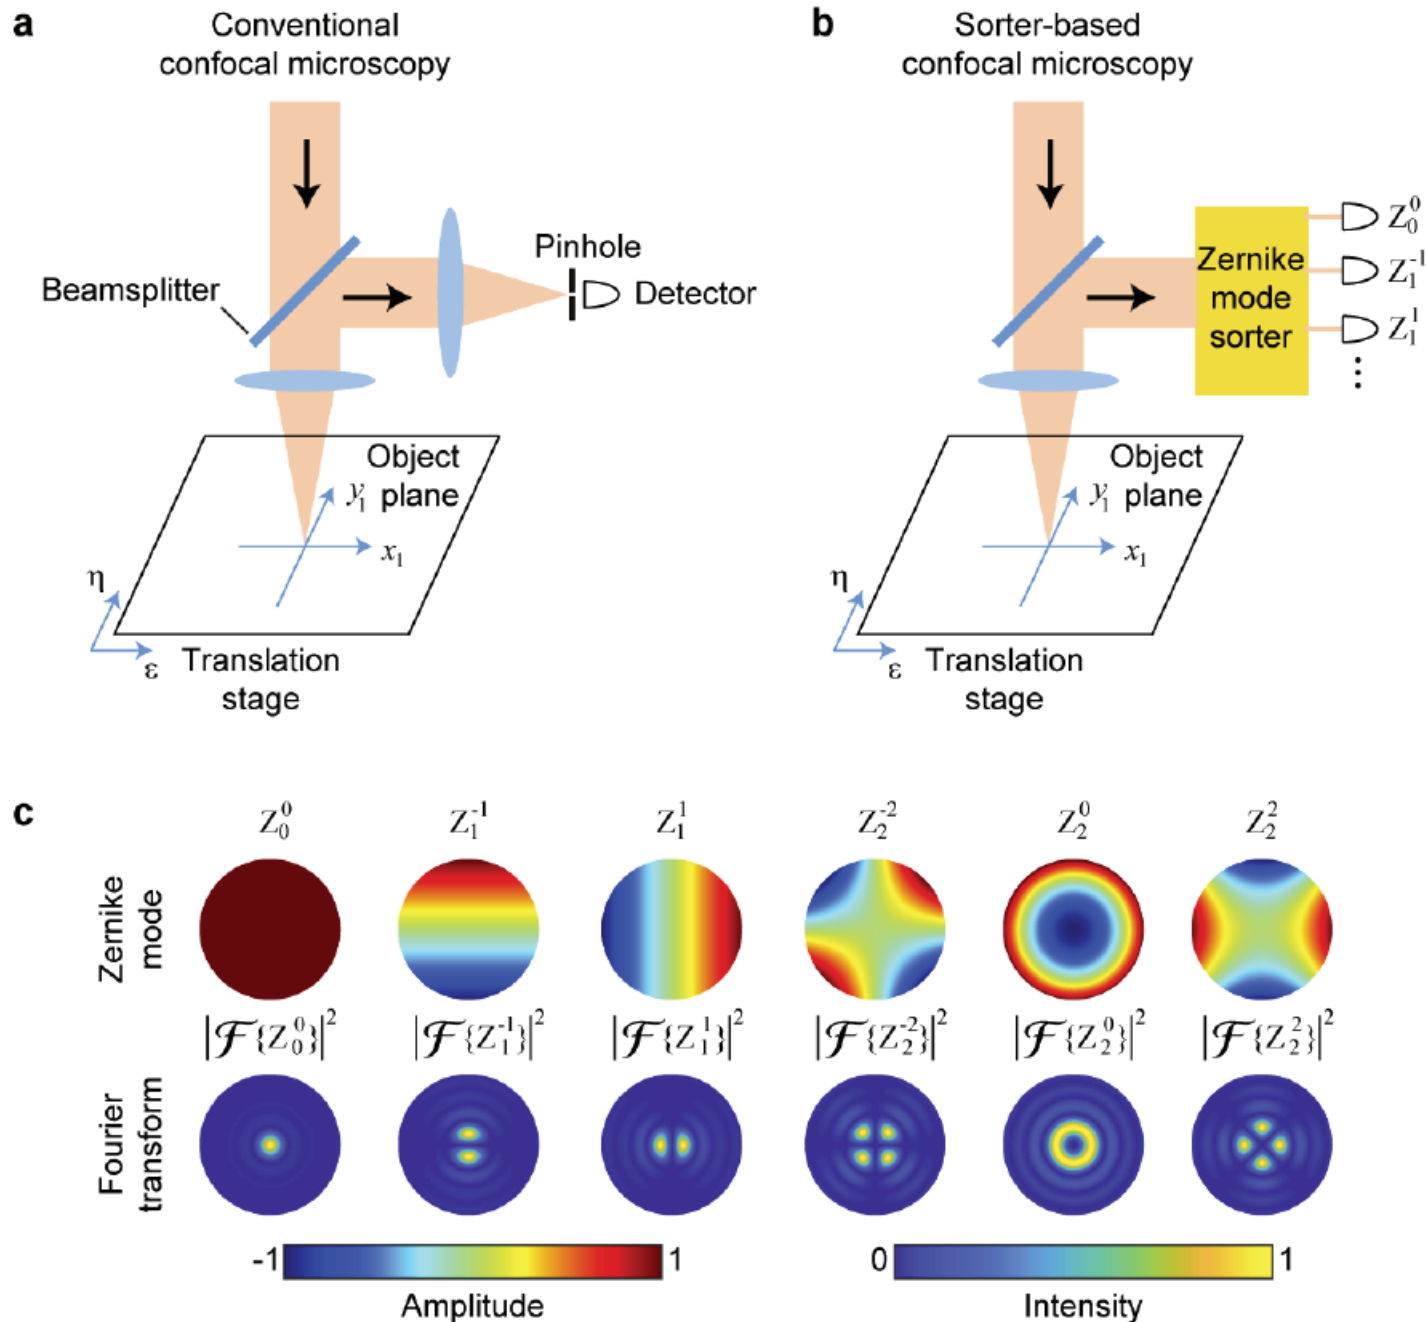 a
Conventional
confocal microscopy
Beamsplitter
Pinhole
Detector
Object
plane
y₁
x₁
η
ε
Translation
stage
b
Sorter-based
confocal microscopy
Zernike
mode
sorter
Z₀⁰
Z₁⁻¹
Z₁¹
⋮
Object
plane
y₁
x₁
η
ε
Translation
stage
c
Z₀⁰ Z₁⁻¹ Z₁¹ Z₂⁻² Z₂⁰ Z₂²
Zernike
mode
|ℱ{Z₀⁰}|² |ℱ{Z₁⁻¹}|² |ℱ{Z₁¹}|² |ℱ{Z₂⁻²}|² |ℱ{Z₂⁰}|² |ℱ{Z₂²}|²
Fourier
transform
-1 1
Amplitude
0 1
Intensity